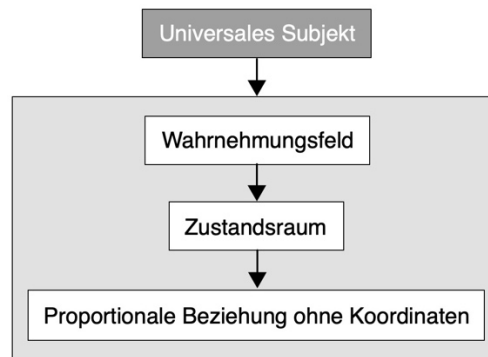 Universales Subjekt
Wahrnehmungsfeld
Zustandsraum
Proportionale Beziehung ohne Koordinaten